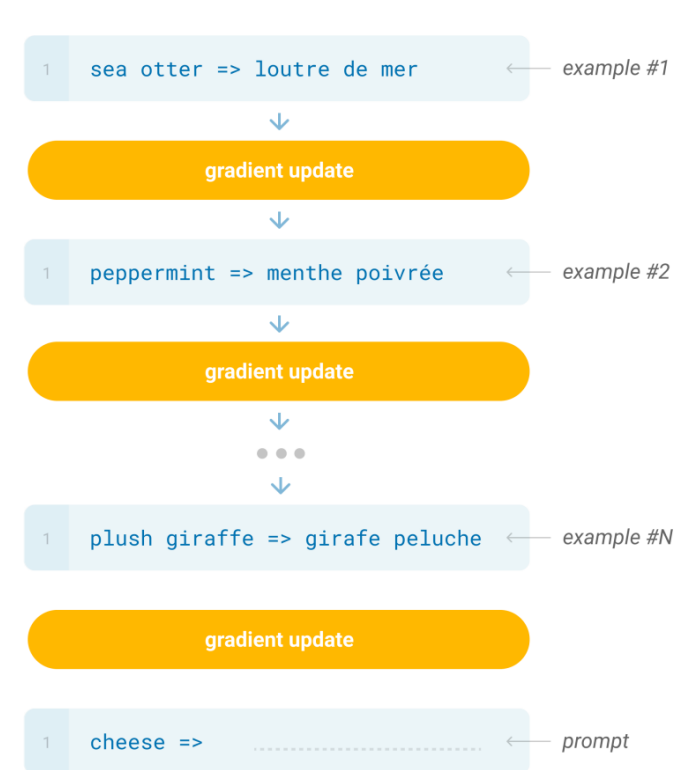 1 sea otter => loutre de mer example #1
gradient update
1 peppermint => menthe poivrée example #2
gradient update
1 plush giraffe => girafe peluche example #N
gradient update
1 cheese => prompt